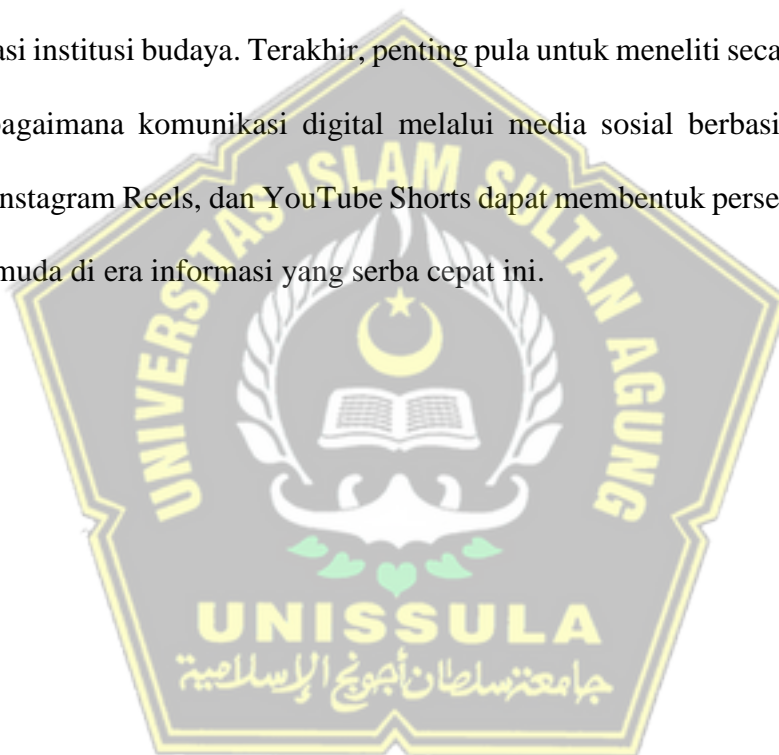 asi institusi budaya. Terakhir, penting pula untuk meneliti seca
bagaimana komunikasi digital melalui media sosial berbasi
nstagram Reels, dan YouTube Shorts dapat membentuk perse
muda di era informasi yang serba cepat ini.
UNIVERSITAS ISLAM SULTAN AGUNG
UNISSULA
جامعة سلطان أجونج الإسلامية